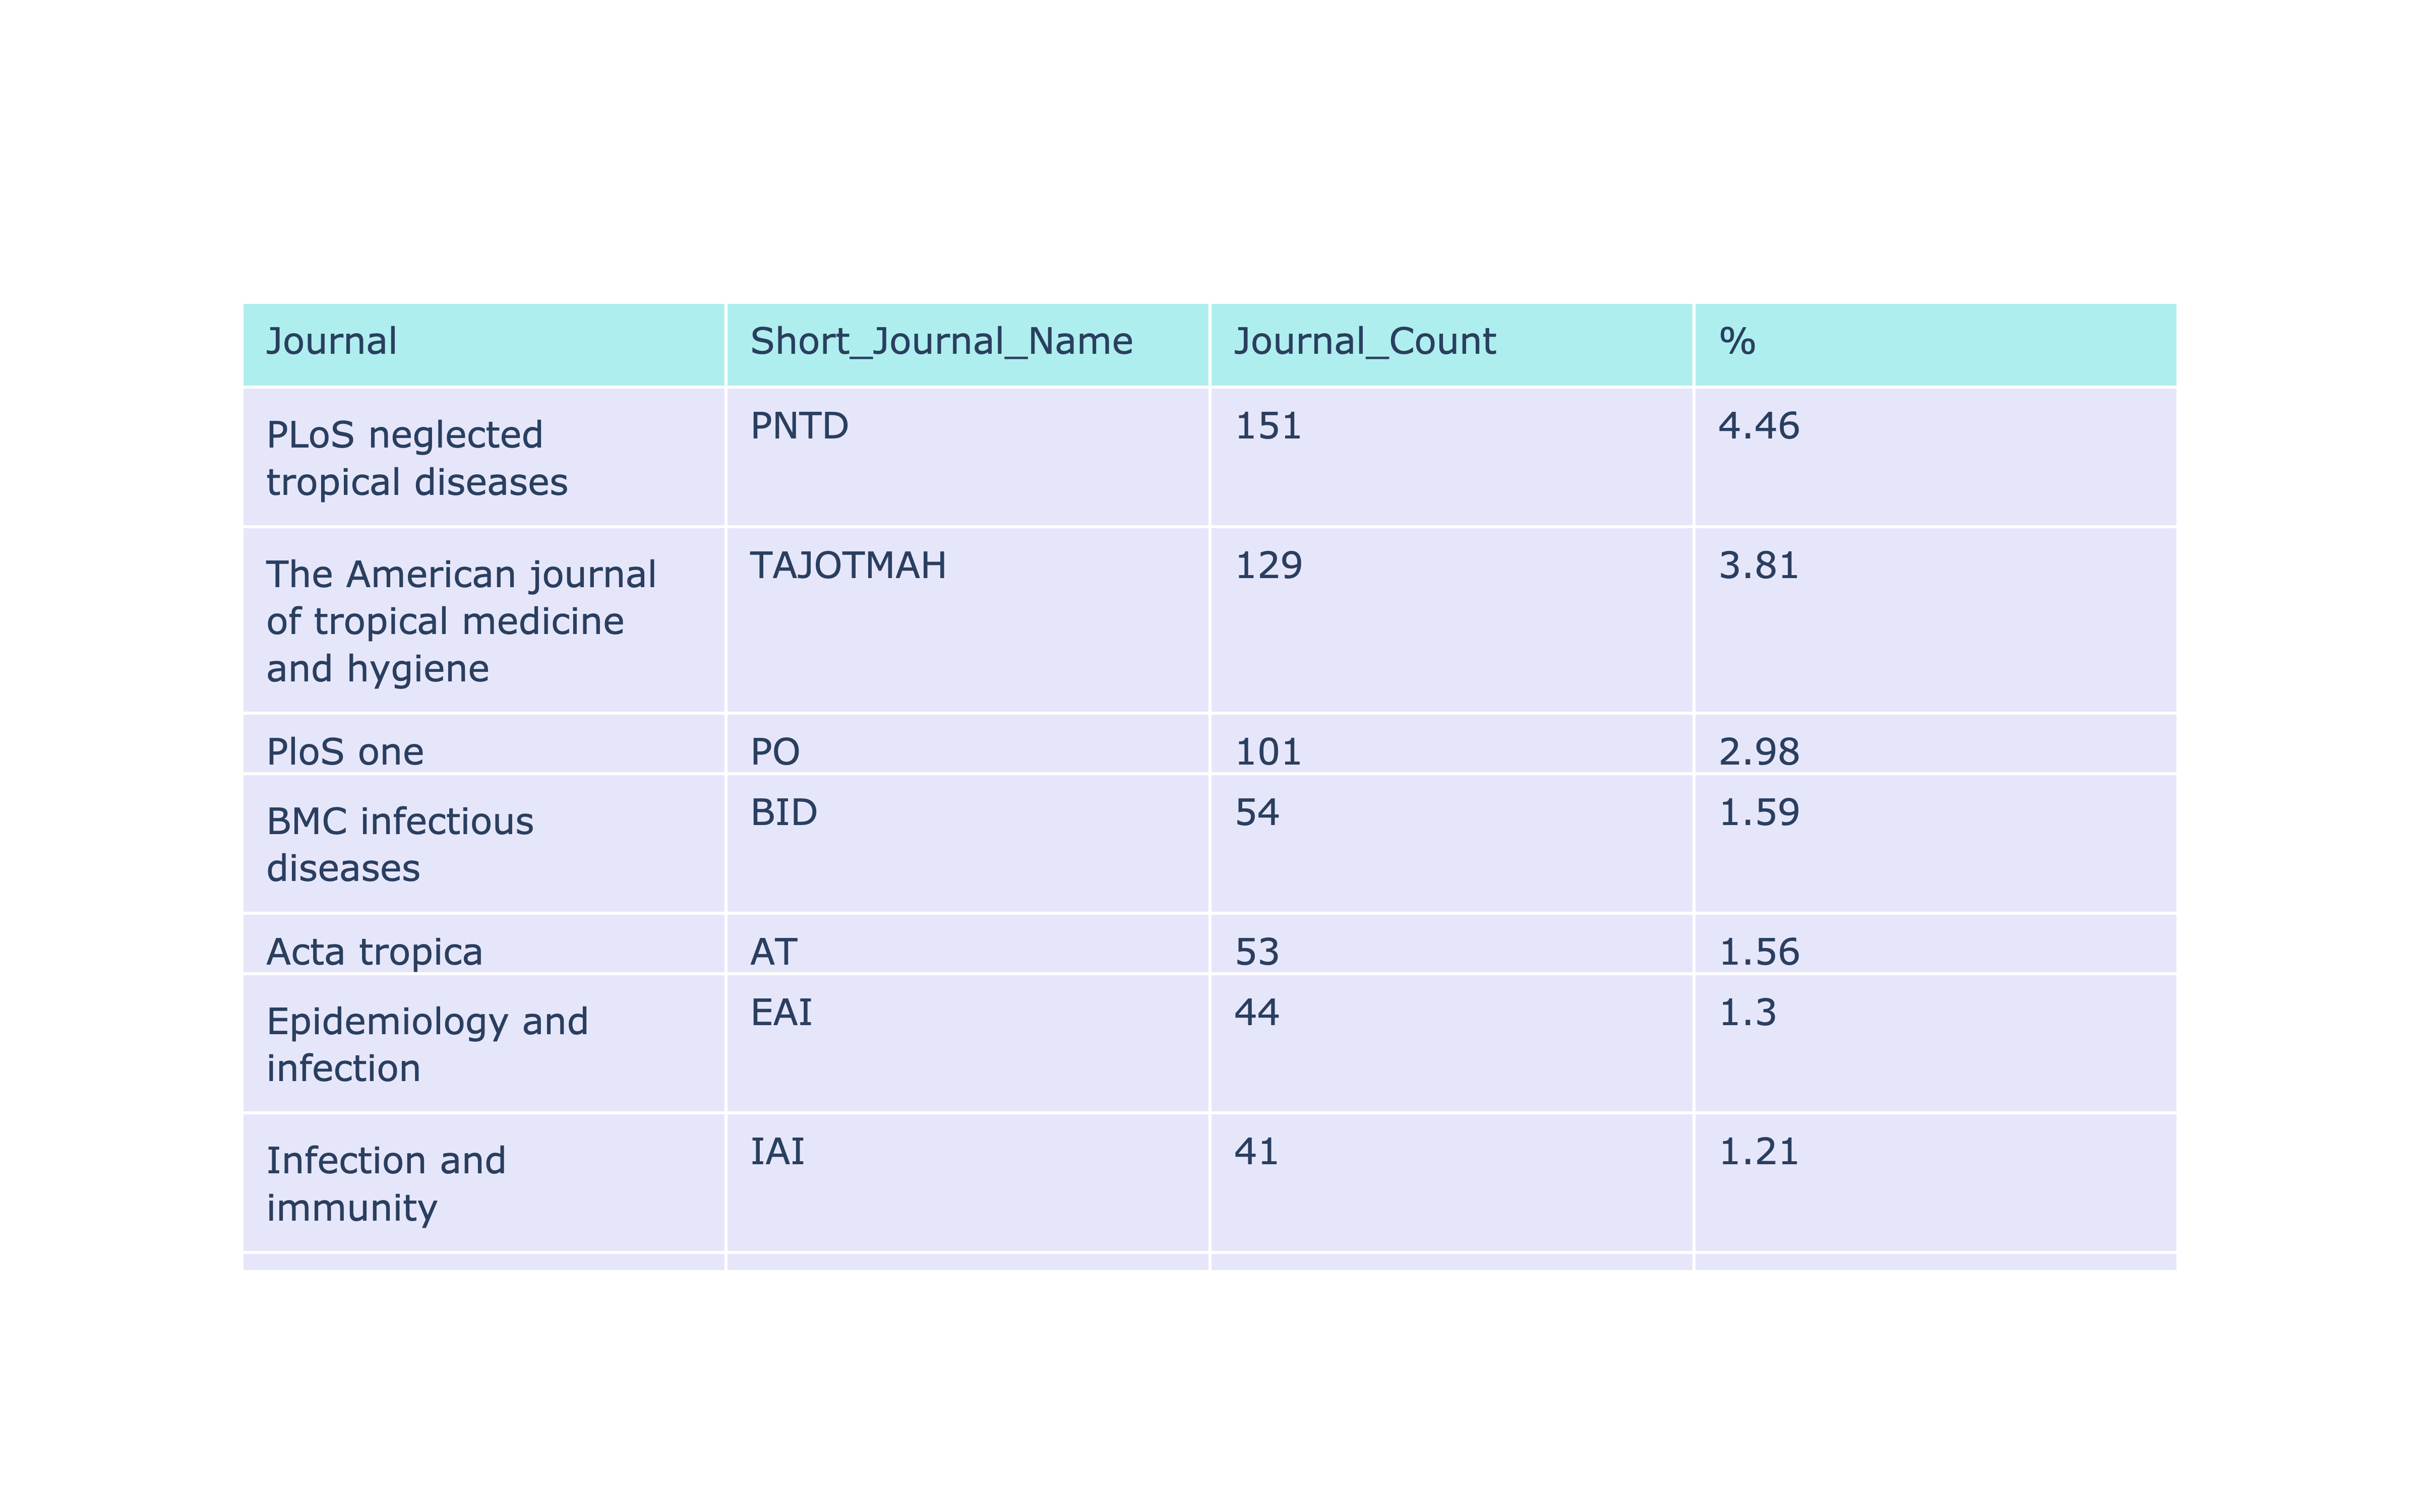 Journal Short_Journal_Name Journal_Count %
PLoS neglected PNTD 151 4.46
tropical diseases
The American journal TAJOTMAH 129 3.81
of tropical medicine
and hygiene
PloS one PO 101 2.98
BMC infectious BID 54 1.59
diseases
Acta tropica AT 53 1.56
Epidemiology and EAI 44 1.3
infection
Infection and IAI 41 1.21
immunity